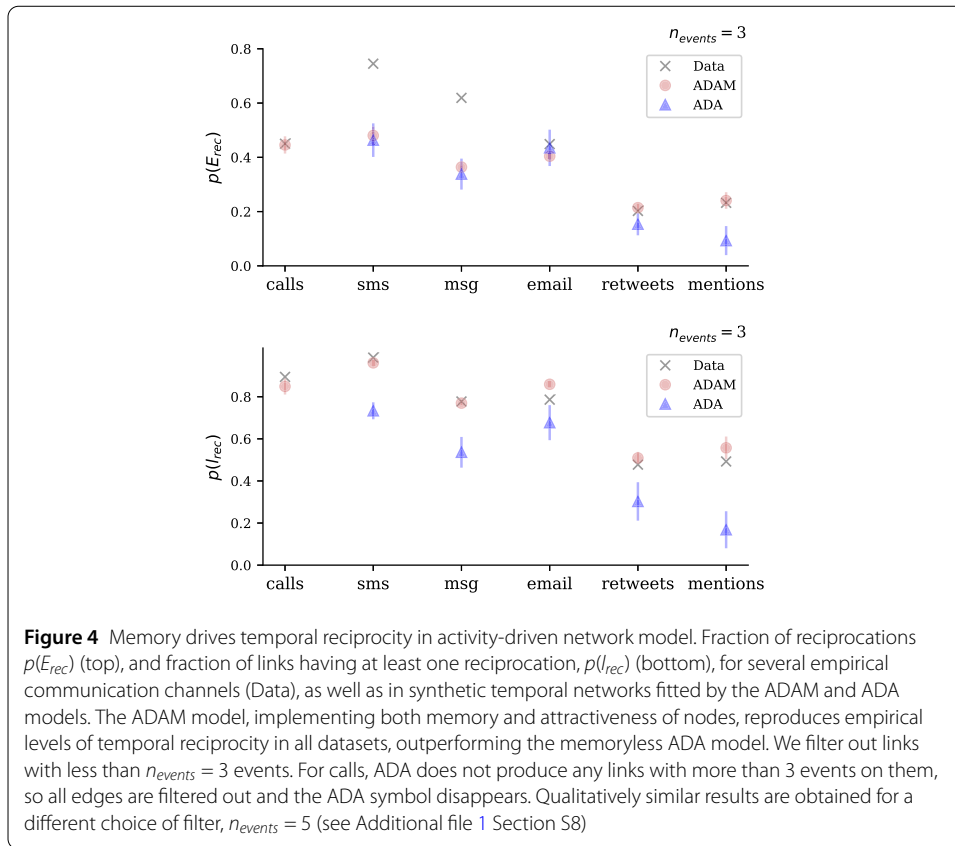 n_events = 3
0.8
Data
ADAM
ADA
0.6
p(E_rec)
0.4
0.2
0.0
calls sms msg email retweets mentions
n_events = 3
Data
ADAM
ADA
0.8
0.6
p(l_rec)
0.4
0.2
0.0
calls sms msg email retweets mentions
Figure 4 Memory drives temporal reciprocity in activity-driven network model. Fraction of reciprocations
p(E_rec) (top), and fraction of links having at least one reciprocation, p(l_rec) (bottom), for several empirical
communication channels (Data), as well as in synthetic temporal networks fitted by the ADAM and ADA
models. The ADAM model, implementing both memory and attractiveness of nodes, reproduces empirical
levels of temporal reciprocity in all datasets, outperforming the memoryless ADA model. We filter out links
with less than n_events = 3 events. For calls, ADA does not produce any links with more than 3 events on them,
so all edges are filtered out and the ADA symbol disappears. Qualitatively similar results are obtained for a
different choice of filter, n_events = 5 (see Additional file 1 Section S8)